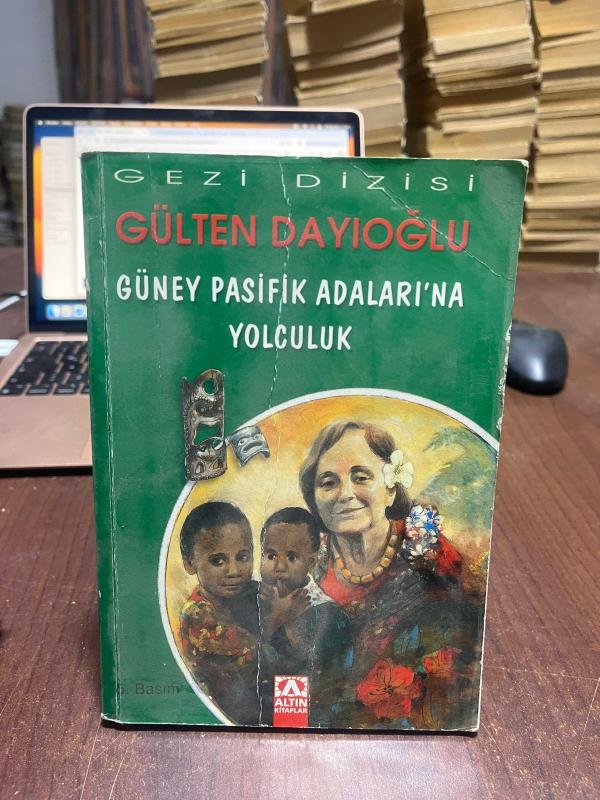 GEZİ DİZİSİ
GÜLTEN DAYIOĞLU
GÜNEY PASİFİK ADALARI'NA
YOLCULUK
5. Basım
ALTIN
KİTAPLAR